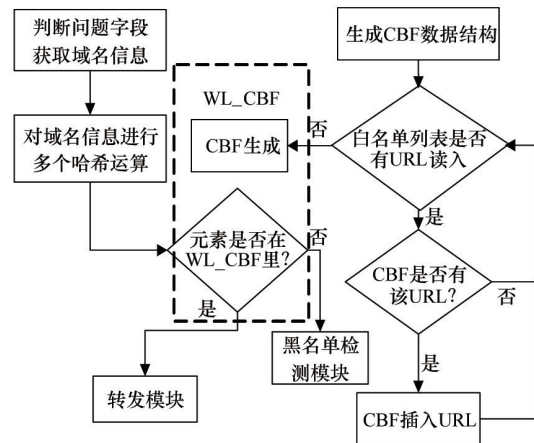 判断问题字段
获取域名信息
对域名信息进行
多个哈希运算
WL_CBF
CBF生成
元素是否在
WL_CBF里?
否
是
转发模块
黑名单检
测模块
生成CBF数据结构
白名单列表是否
有URL读入
否
是
CBF是否有
该URL?
否
是
CBF插入URL